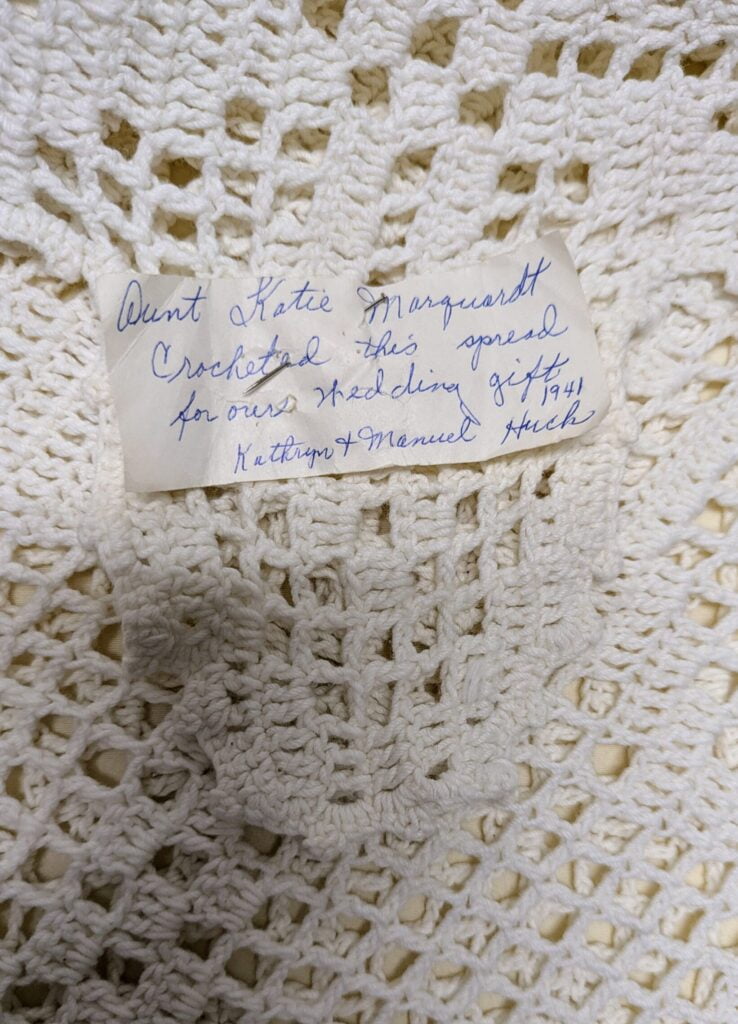 Aunt Katie Marquardt
Crocheted this spread
for ours Wedding gift
1941
Kathryn + Manuel Huck